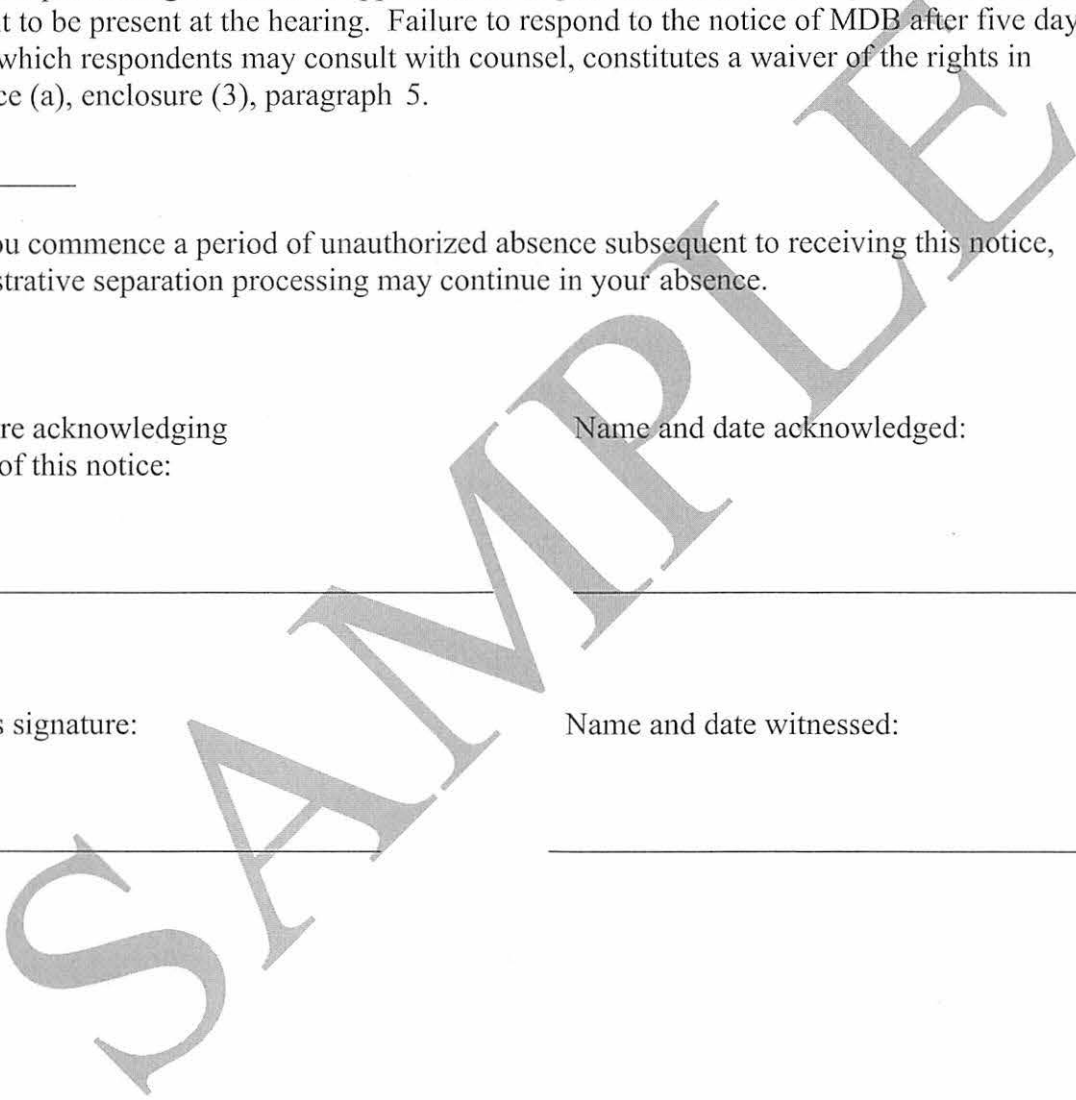 t to be present at the hearing. Failure to respond to the notice of MDB after five day
which respondents may consult with counsel, constitutes a waiver of the rights in
ce (a), enclosure (3), paragraph 5.
ou commence a period of unauthorized absence subsequent to receiving this notice,
strative separation processing may continue in your absence.
re acknowledging Name and date acknowledged:
of this notice:
s signature: Name and date witnessed:
SAMPLE